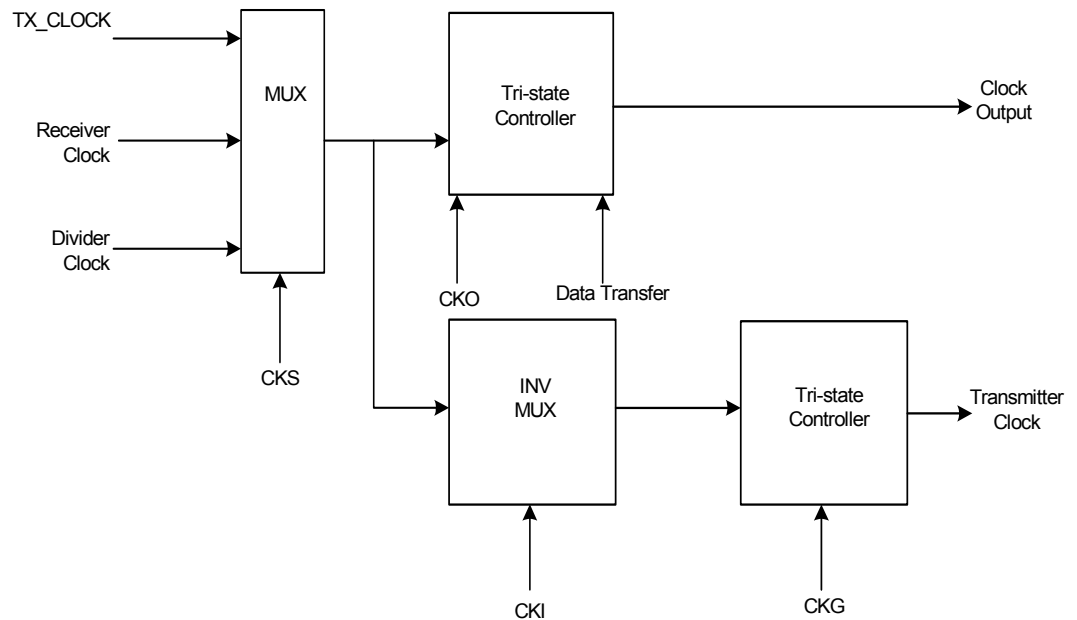 TX_CLOCK
MUX
Receiver
Clock
Divider
Clock
CKS
Tri-state
Controller
Clock
Output
CKO
Data Transfer
INV
MUX
Tri-state
Controller
Transmitter
Clock
CKI
CKG